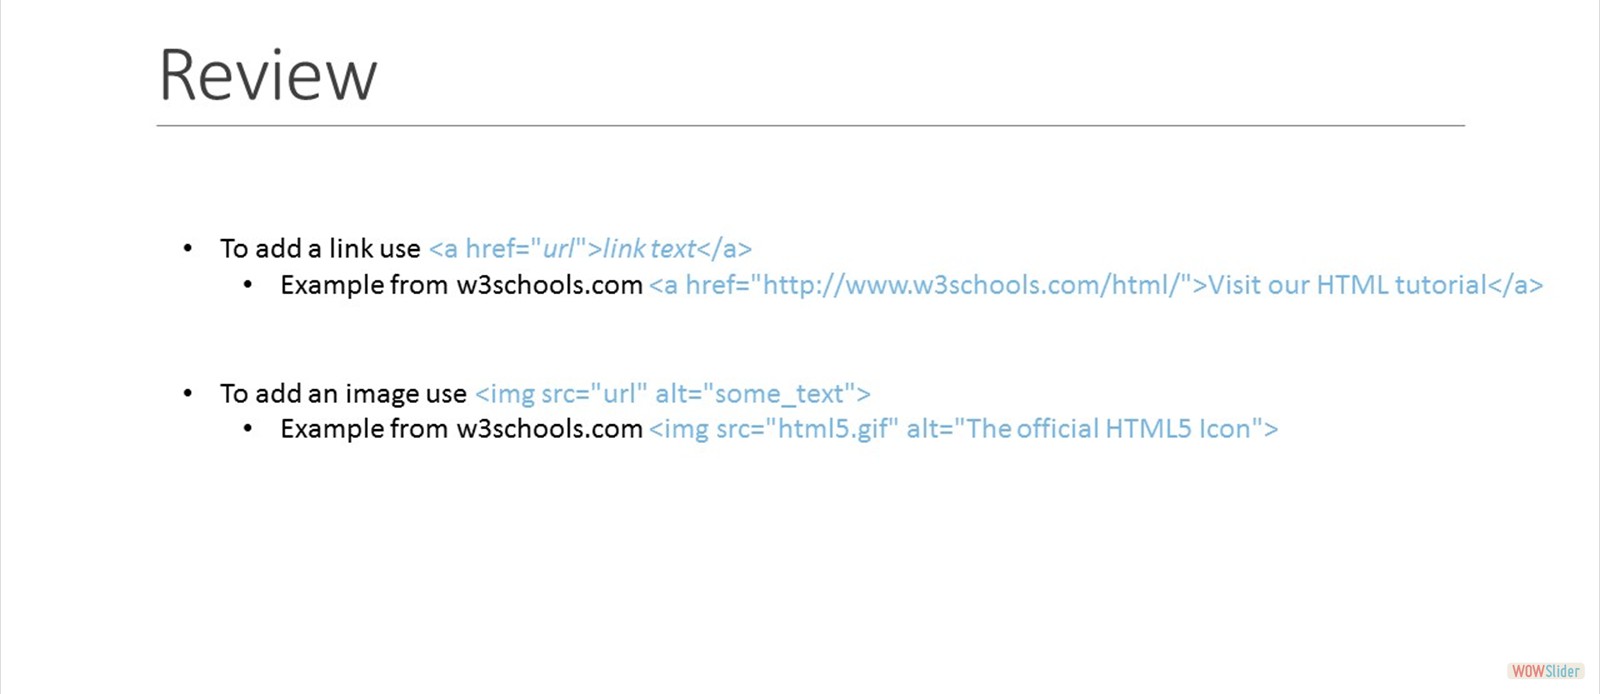 Review
• To add a link use <a href="url">link text</a>
• Example from w3schools.com <a href="http://www.w3schools.com/html/">Visit our HTML tutorial</a>
• To add an image use <img src="url" alt="some_text">
• Example from w3schools.com <img src="html5.gif" alt="The official HTML5 Icon">
WOWSlider